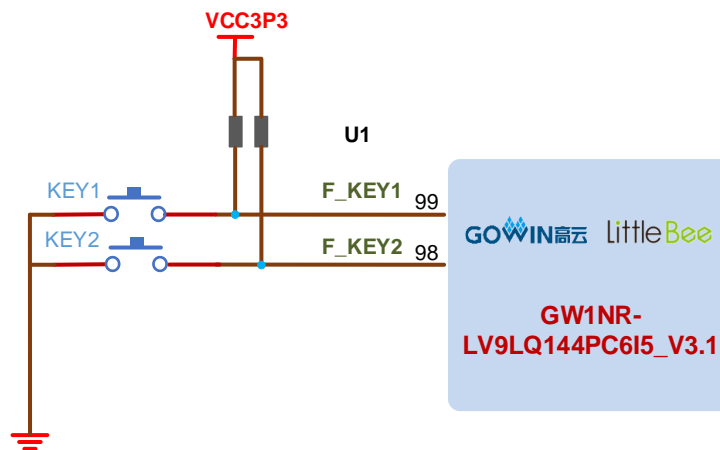 VCC3P3
U1
KEY1
F_KEY1
99
KEY2
F_KEY2
98
GOWIN高云 LittleBee
GW1NR-
LV9LQ144PC6I5_V3.1